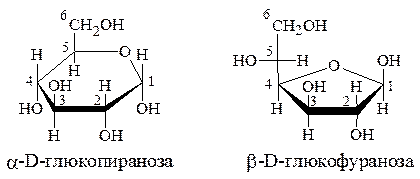 6
CH₂OH
5 O
H H
H
4 OH H 1
HO 3 2 OH
H OH
α-D-глюкопираноза
6
CH₂OH
5
HO H
O OH
4 OH H 1
H 3 2 H
H OH
β-D-глюкофураноза